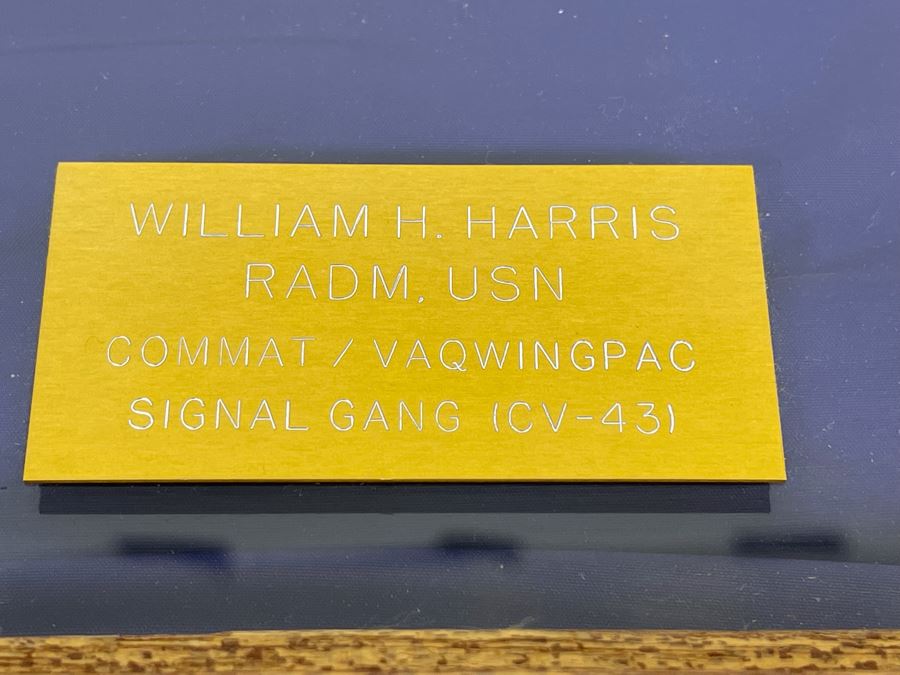 WILLIAM H. HARRIS
RADM, USN
COMMAT / VAQWINGPAC
SIGNAL GANG (CV-43)